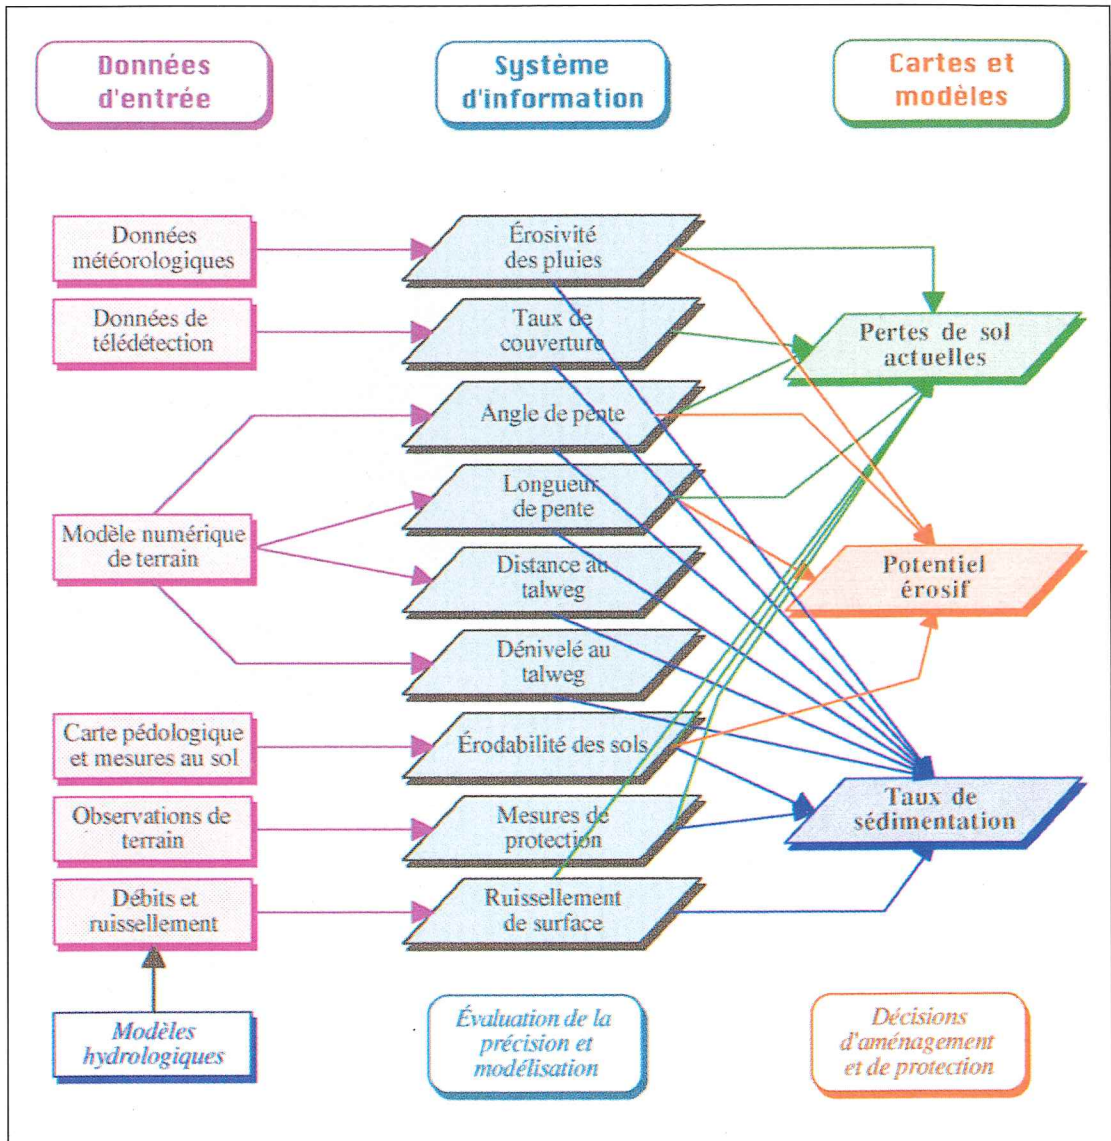 Données
d'entrée
Système
d'information
Cartes et
modèles
Données
météorologiques
Érosivité
des pluies
Données de
télédétection
Taux de
couverture
Pertes de sol
actuelles
Angle de pente
Longueur
de pente
Modèle numérique
de terrain
Distance au
talweg
Potentiel
érosif
Dénivelé au
talweg
Carte pédologique
et mesures au sol
Érodabilité des sols
Observations de
terrain
Mesures de
protection
Taux de
sédimentation
Débits et
ruissellement
Ruissellement
de surface
Modèles
hydrologiques
Évaluation de la
précision et
modélisation
Décisions
d'aménagement
et de protection